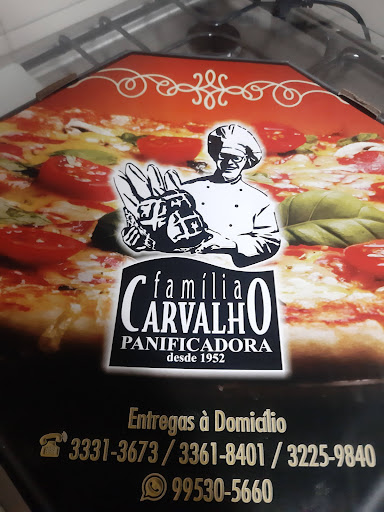 família
CARVALHO
PANIFICADORA
desde 1952
Entregas à Domicílio
3331-3673 / 3361-8401 / 3225-9840
99530-5660